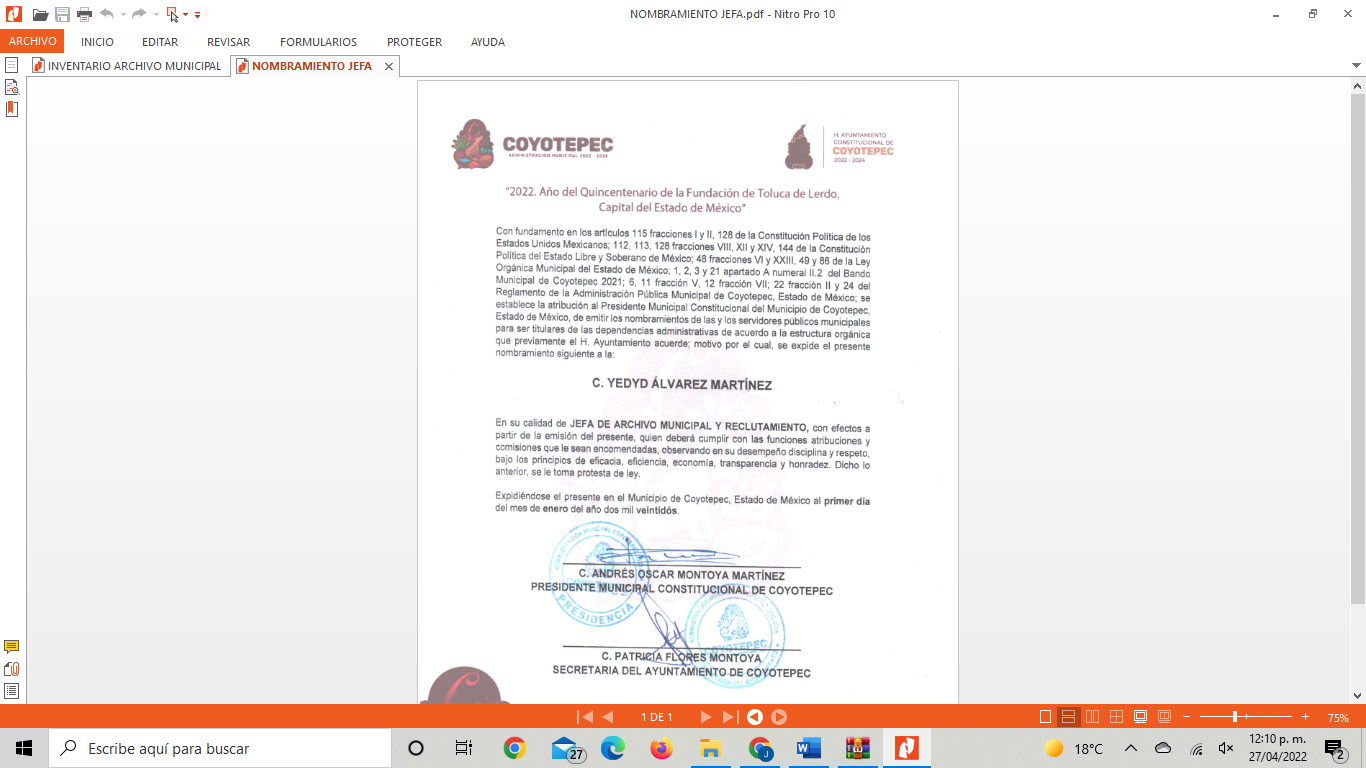 NOMBRAMIENTO JEFA.pdf - Nitro Pro 10
ARCHIVO INICIO EDITAR REVISAR FORMULARIOS PROTEGER AYUDA
INVENTARIO ARCHIVO MUNICIPAL NOMBRAMIENTO JEFA
COYOTEPEC
ADMINISTRACIÓN MUNICIPAL 2022 - 2024
H. AYUNTAMIENTO
CONSTITUCIONAL DE
COYOTEPEC
2022 - 2024
"2022. Año del Quincentenario de la Fundación de Toluca de Lerdo,
Capital del Estado de México"
Con fundamento en los artículos 115 fracciones I y II, 128 de la Constitución Política de los
Estados Unidos Mexicanos; 112, 113, 128 fracciones VIII, XII y XIV, 144 de la Constitución
Política del Estado Libre y Soberano de México; 48 fracciones VI y XXIII, 49 y 86 de la Ley
Orgánica Municipal del Estado de México; 1, 2, 3 y 21 apartado A numeral II.2 del Bando
Municipal de Coyotepec 2021; 6, 11 fracción V, 12 fracción VII; 22 fracción II y 24 del
Reglamento de la Administración Pública Municipal de Coyotepec, Estado de México; se
establece la atribución al Presidente Municipal Constitucional del Municipio de Coyotepec,
Estado de México, de emitir los nombramientos de las y los servidores públicos municipales
para ser titulares de las dependencias administrativas de acuerdo a la estructura orgánica
que previamente el H. Ayuntamiento acuerde; motivo por el cual, se expide el presente
nombramiento siguiente a la:
C. YEDYD ÁLVAREZ MARTÍNEZ
En su calidad de JEFA DE ARCHIVO MUNICIPAL Y RECLUTAMIENTO, con efectos a
partir de la emisión del presente, quien deberá cumplir con las funciones atribuciones y
comisiones que le sean encomendadas, observando en su desempeño disciplina y respeto,
bajo los principios de eficacia, eficiencia, economía, transparencia y honradez. Dicho lo
anterior, se le toma protesta de ley.
Expidiéndose el presente en el Municipio de Coyotepec, Estado de México al primer día
del mes de enero del año dos mil veintidós.
C. ANDRÉS OSCAR MONTOYA MARTÍNEZ
PRESIDENTE MUNICIPAL CONSTITUCIONAL DE COYOTEPEC
PRESIDENCIA
COYOTEPEC
C. PATRICIA FLORES MONTOYA
SECRETARIA DEL AYUNTAMIENTO DE COYOTEPEC
1 DE 1
75%
Escribe aquí para buscar
27
J
18°C
12:10 p. m.
27/04/2022
2